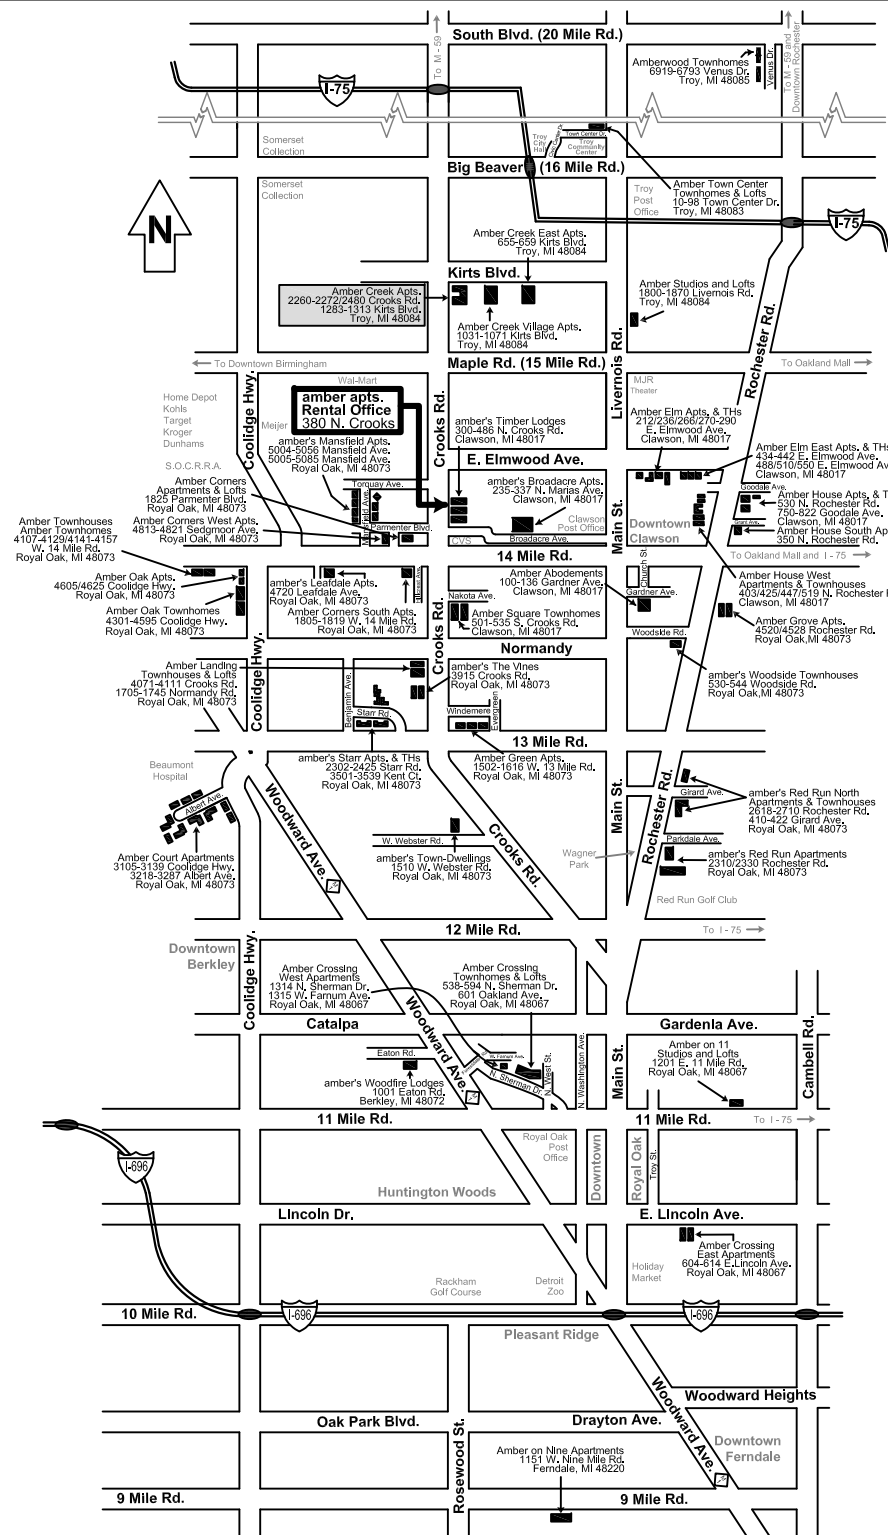 South Blvd. (20 Mile Rd.)
To M - 59
To M - 59 and
Downtown Rochester
Amberwood Townhomes
6919-6793 Venus Dr.
Troy, MI 48085
Venus Dr.
I-75
Somerset
Collection
Troy
City
Hall
Civic Center Dr.
Town Center Dr.
Troy
Community
Center
Big Beaver (16 Mile Rd.)
Somerset
Collection
Troy
Post
Office
Amber Town Center
Townhomes & Lofts
10-98 Town Center Dr.
Troy, MI 48083
N
I-75
Amber Creek East Apts.
655-659 Kirts Blvd.
Troy, MI 48084
Kirts Blvd.
Amber Creek Apts.
2260-2272/2480 Crooks Rd.
1283-1313 Kirts Blvd.
Troy, MI 48084
Amber Studios and Lofts
1800-1870 Livernois Rd.
Troy, MI 48084
Amber Creek Village Apts.
1031-1071 Kirts Blvd.
Troy, MI 48084
Livernois Rd.
Rochester Rd.
To Downtown Birmingham
Maple Rd. (15 Mile Rd.)
To Oakland Mall
Coolidge Hwy.
Crooks Rd.
Wal-Mart
MJR
Theater
Home Depot
Kohls
Target
Kroger
Dunhams
Meijer
amber apts.
Rental Office
380 N. Crooks
amber's Timber Lodges
300-486 N. Crooks Rd.
Clawson, MI 48017
Amber Elm Apts. & THs
212/236/266/270-290
E. Elmwood Ave.
Clawson, MI 48017
amber's Mansfield Apts.
5004-5056 Mansfield Ave.
5005-5085 Mansfield Ave.
Royal Oak, MI 48073
S.O.C.R.R.A.
E. Elmwood Ave.
Amber Elm East Apts. & THs
434-442 E. Elmwood Ave.
488/510/550 E. Elmwood Av
Clawson, MI 48017
Amber Corners
Apartments & Lofts
1825 Parmenter Blvd.
Royal Oak, MI 48073
Torquay Ave.
amber's Broadacre Apts.
235-337 N. Marias Ave.
Clawson, MI 48017
Goodale Ave.
Amber House Apts. & T
530 N. Rochester Rd.
750-822 Goodale Ave.
Clawson, MI 48017
Amber Townhouses
Amber Townhomes
4107-4129/4141-4157
W. 14 Mile Rd.
Royal Oak, MI 48073
Amber Corners West Apts.
4813-4821 Sedgmoor Ave.
Royal Oak, MI 48073
Parmenter Blvd.
CVS
Broadacre Ave.
Clawson
Post Office
Main St.
Downtown
Clawson
Grant Ave.
Amber House South Ap
350 N. Rochester Rd.
14 Mile Rd.
To Oakland Mall and I - 75
Amber Oak Apts.
4605/4625 Coolidge Hwy.
Royal Oak, MI 48073
amber's Leafdale Apts.
4720 Leafdale Ave.
Royal Oak, MI 48073
Amber Corners South Apts.
1805-1819 W. 14 Mile Rd.
Royal Oak, MI 48073
Amber Abodements
100-136 Gardner Ave.
Clawson, MI 48017
Church St.
Gardner Ave.
Amber House West
Apartments & Townhouses
403/425/447/519 N. Rochester R
Clawson, MI 48017
Nakota Ave.
Amber Oak Townhomes
4301-4595 Coolidge Hwy.
Royal Oak, MI 48073
Amber Square Townhomes
501-535 S. Crooks Rd.
Clawson, MI 48017
Amber Grove Apts.
4520/4528 Rochester Rd.
Royal Oak, MI 48073
Woodside Rd.
Coolidge Hwy.
Crooks Rd.
Normandy
Amber Landing
Townhouses & Lofts
4071-4111 Crooks Rd.
1705-1745 Normandy Rd.
Royal Oak, MI 48073
amber's The Vines
3915 Crooks Rd.
Royal Oak, MI 48073
amber's Woodside Townhouses
530-544 Woodside Rd.
Royal Oak,MI,48073
Benjamin Ave.
Starr Rd.
Windemere
Evergreen
13 Mile Rd.
amber's Starr Apts. & THs
2302-2425 Starr Rd.
3501-3539 Kent Ct.
Royal Oak, MI 48073
Amber Green Apts.
1502-1616 W. 13 Mile Rd.
Royal Oak, MI 48073
Beaumont
Hospital
Albert Ave.
Woodward Ave.
Crooks Rd.
Main St.
Rochester Rd.
Girard Ave.
amber's Red Run North
Apartments & Townhouses
2618-2710 Rochester Rd.
410-422 Girard Ave.
Royal Oak, MI 48073
W. Webster Rd.
Parkdale Ave.
Amber Court Apartments
3105-3139 Coolidge Hwy.
3218-3287 Albert Ave.
Royal Oak, MI 48073
amber's Town-Dwellings
1510 W. Webster Rd.
Royal Oak, MI 48073
Wagner
Park
amber's Red Run Apartments
2310/2330 Rochester Rd.
Royal Oak, MI 48073
Red Run Golf Club
12 Mile Rd.
To I - 75
Downtown
Berkley
Coolidge Hwy.
Amber Crossing
West Apartments
1314 N. Sherman Dr.
1315 W. Farnum Ave.
Royal Oak, MI 48067
Amber Crossing
Townhomes & Lofts
538-594 N. Sherman Dr.
601 Oakland Ave.
Royal Oak, MI 48067
Woodward Ave.
Catalpa
Gardenia Ave.
Eaton Rd.
W. Farnum Ave.
N. Sherman Dr.
N. West St.
N. Washington Ave.
Main St.
Cambell Rd.
Amber on 11
Studios and Lofts
1201 E. 11 Mile Rd.
Royal Oak, MI 48067
amber's Woodfire Lodges
1001 Eaton Rd.
Berkley, MI 48072
11 Mile Rd.
11 Mile Rd.
To I - 75
I-696
Royal Oak
Post
Office
Downtown
Royal Oak
Troy St.
Huntington Woods
Lincoln Dr.
E. Lincoln Ave.
Amber Crossing
East Apartments
604-614 E.Lincoln Ave.
Royal Oak, MI 48067
Holiday
Market
Rackham
Golf Course
Detroit
Zoo
10 Mile Rd.
I-696
I-696
Pleasant Ridge
Woodward Ave.
Woodward Heights
Oak Park Blvd.
Rosewood St.
Drayton Ave.
Downtown
Ferndale
Amber on Nine Apartments
1151 W. Nine Mile Rd.
Ferndale, MI 48220
9 Mile Rd.
9 Mile Rd.